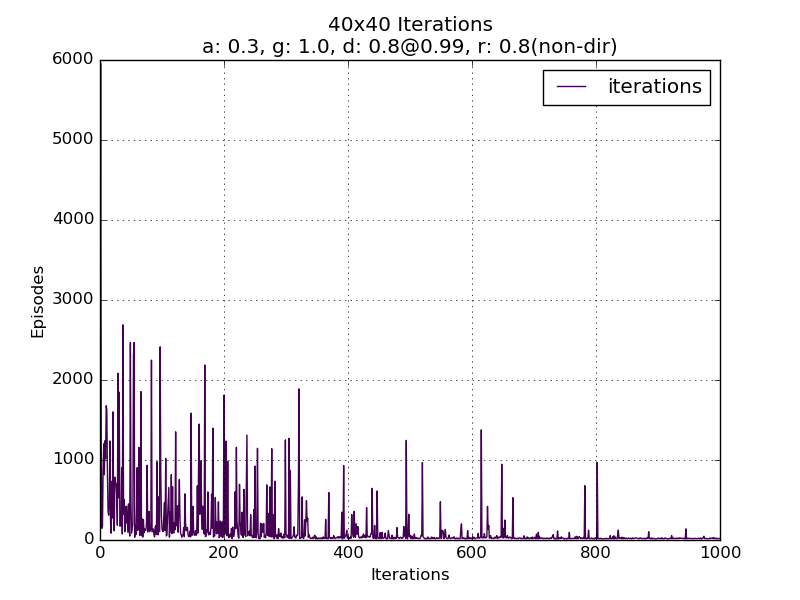 40x40 Iterations
a: 0.3, g: 1.0, d: 0.8@0.99, r: 0.8(non-dir)
6000
iterations
5000
4000
3000
Episodes
2000
1000
0
0 200 400 600 800 1000
Iterations